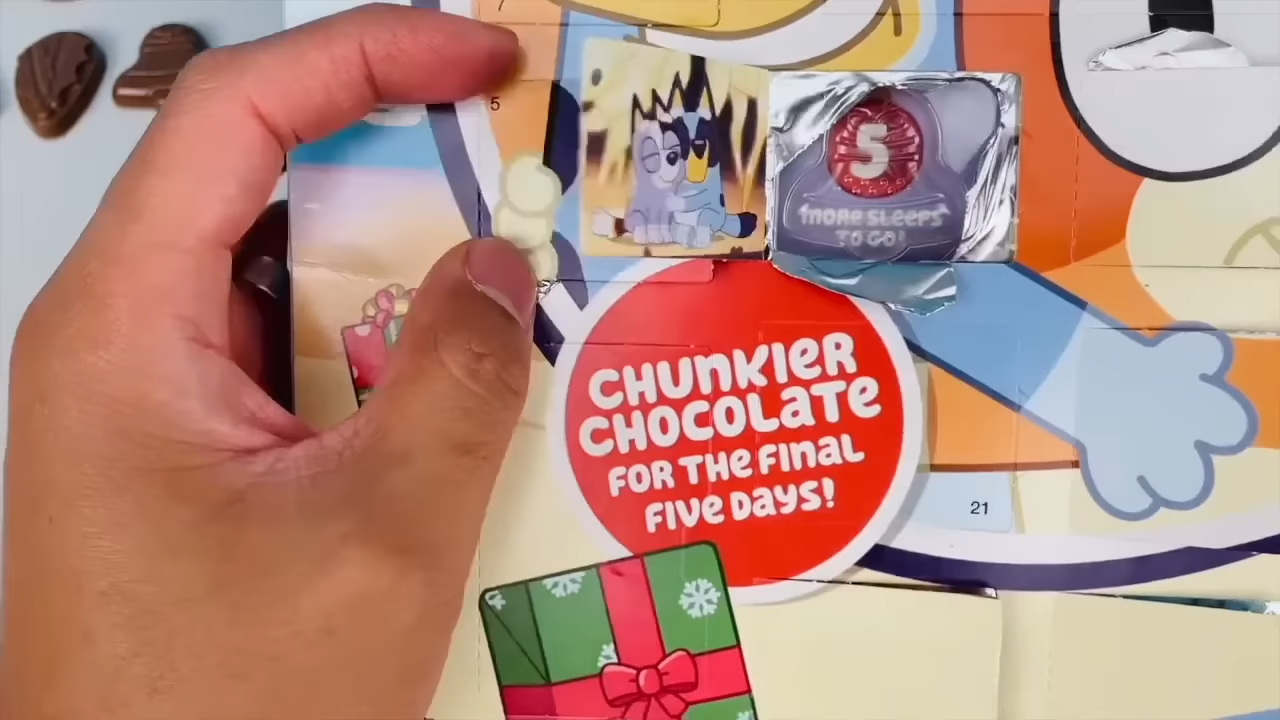 5
5
MORE SLEEPS
TO GO!
CHUNKIER
CHOCOLATE
FOR THE FINAL
FIVE DAYS!
21